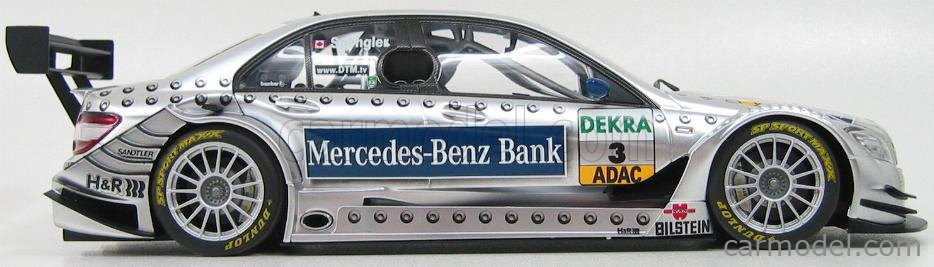 Spengler
www.DTM.tv
SP SPORT MAXX
SP SPORT MAXX
DEKRA
Mercedes-Benz Bank
3
ADAC
SANDTLER
H&R
DUNLOP
WÜRTH
BILSTEIN
H&R
DUNLOP
carmodel.com
carmodel.com